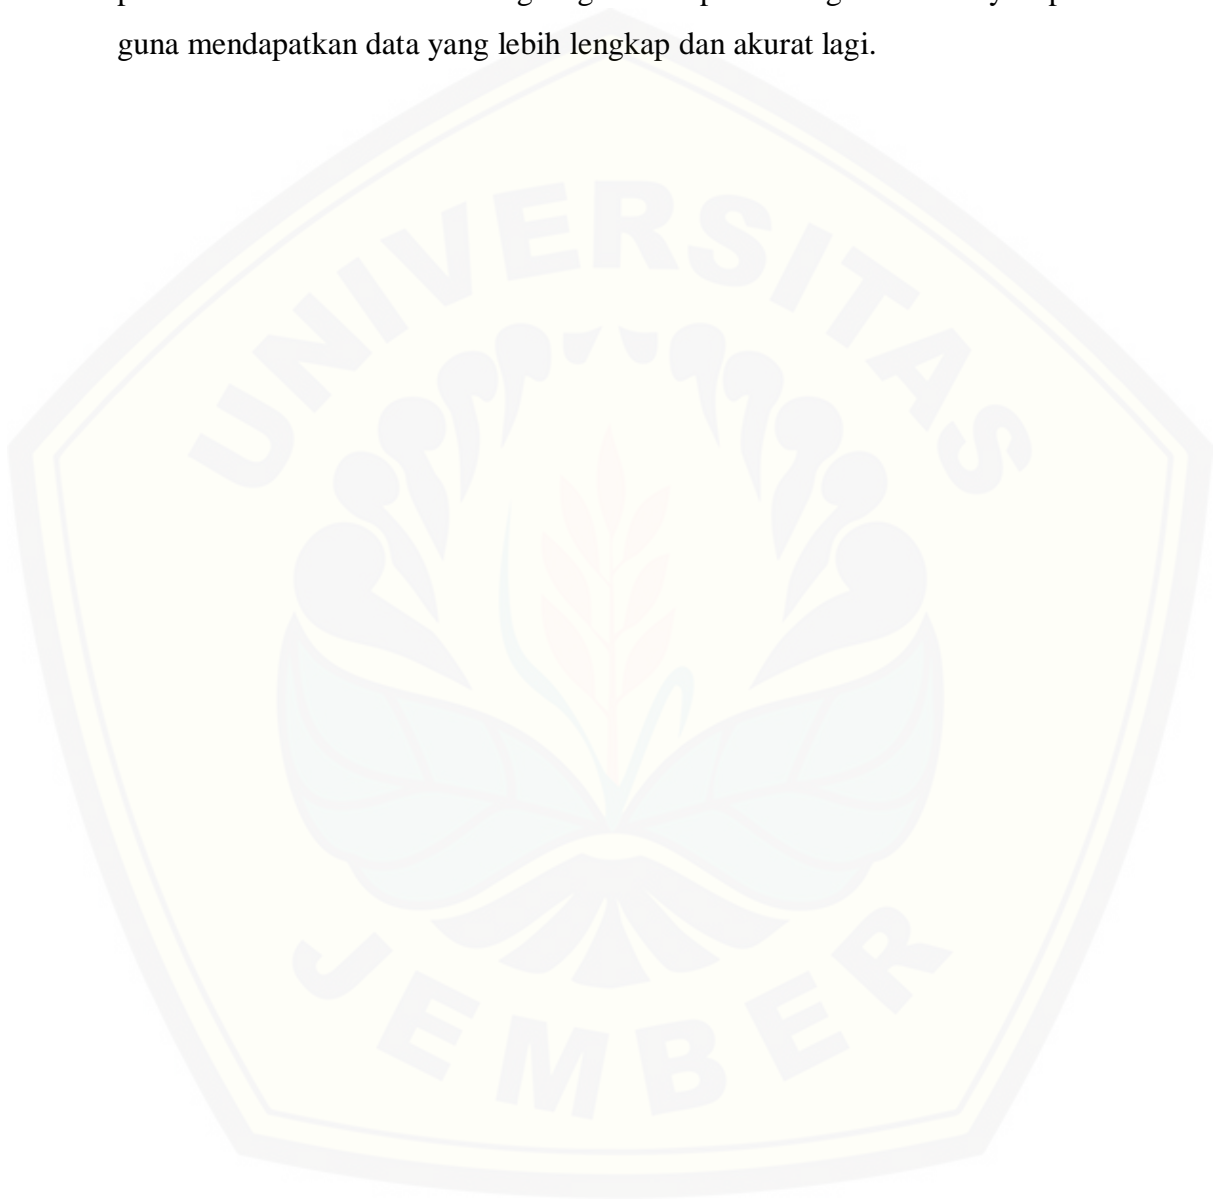 guna mendapatkan data yang lebih lengkap dan akurat lagi.
UNIVERSITAS
JEMBER